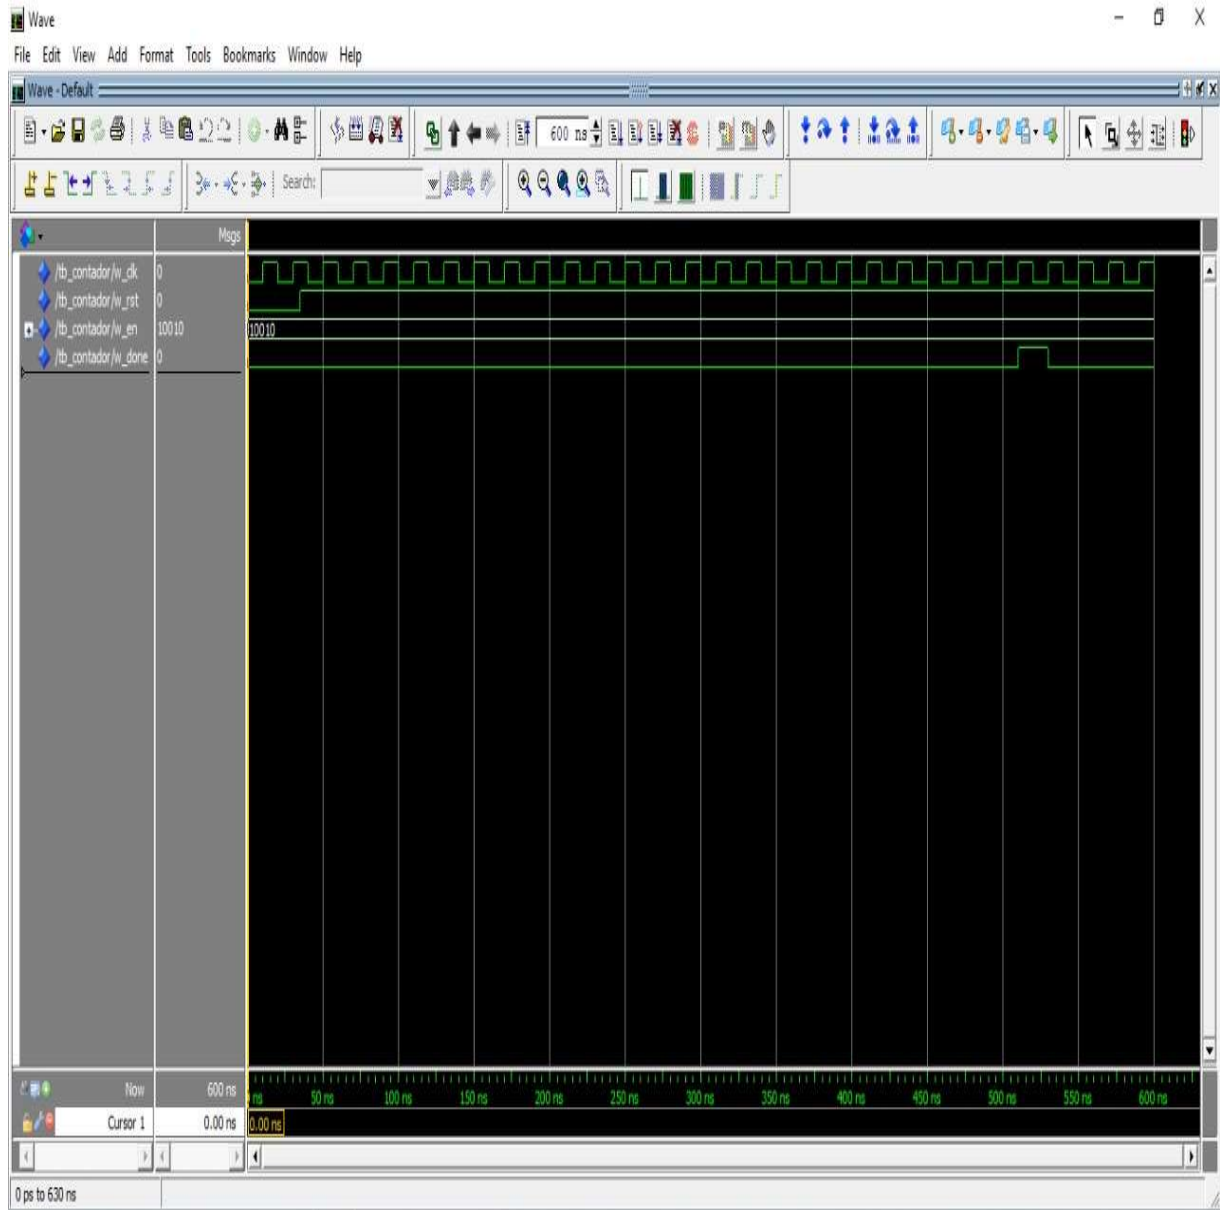 Wave
File Edit View Add Format Tools Bookmarks Window Help
Wave - Default
600 ns
Search:
Msgs
/tb_contador/w_clk 0
/tb_contador/w_rst 0
/tb_contador/w_en 10010 10010
/tb_contador/w_done 0
Now 600 ns ns 50 ns 100 ns 150 ns 200 ns 250 ns 300 ns 350 ns 400 ns 450 ns 500 ns 550 ns 600 ns
Cursor 1 0.00 ns 0.00 ns
0 ps to 630 ns